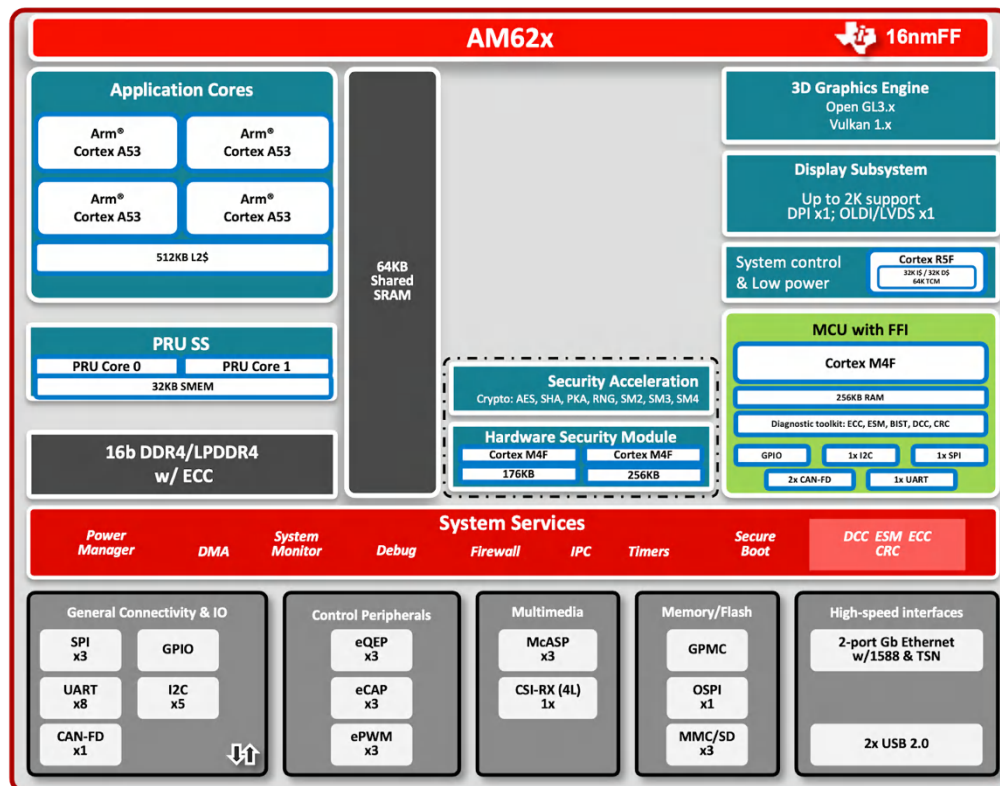 AM62x
16nmFF
Application Cores
Arm®
Cortex A53
Arm®
Cortex A53
Arm®
Cortex A53
Arm®
Cortex A53
512KB L2$
PRU SS
PRU Core 0
PRU Core 1
32KB SMEM
16b DDR4/LPDDR4
w/ ECC
64KB
Shared
SRAM
Security Acceleration
Crypto: AES, SHA, PKA, RNG, SM2, SM3, SM4
Hardware Security Module
Cortex M4F
Cortex M4F
176KB
256KB
3D Graphics Engine
Open GL3.x
Vulkan 1.x
Display Subsystem
Up to 2K support
DPI x1; OLDI/LVDS x1
System control
& Low power
Cortex R5F
32K I$ / 32K D$
64K TCM
MCU with FFI
Cortex M4F
256KB RAM
Diagnostic toolkit: ECC, ESM, BIST, DCC, CRC
GPIO
1x I2C
1x SPI
2x CAN-FD
1x UART
System Services
Power
Manager
DMA
System
Monitor
Debug
Firewall
IPC
Timers
Secure
Boot
DCC ESM ECC
CRC
General Connectivity & IO
SPI
x3
GPIO
UART
x8
I2C
x5
CAN-FD
x1
Control Peripherals
eQEP
x3
eCAP
x3
ePWM
x3
Multimedia
McASP
x3
CSI-RX (4L)
1x
Memory/Flash
GPMC
OSPI
x1
MMC/SD
x3
High-speed interfaces
2-port Gb Ethernet
w/1588 & TSN
2x USB 2.0